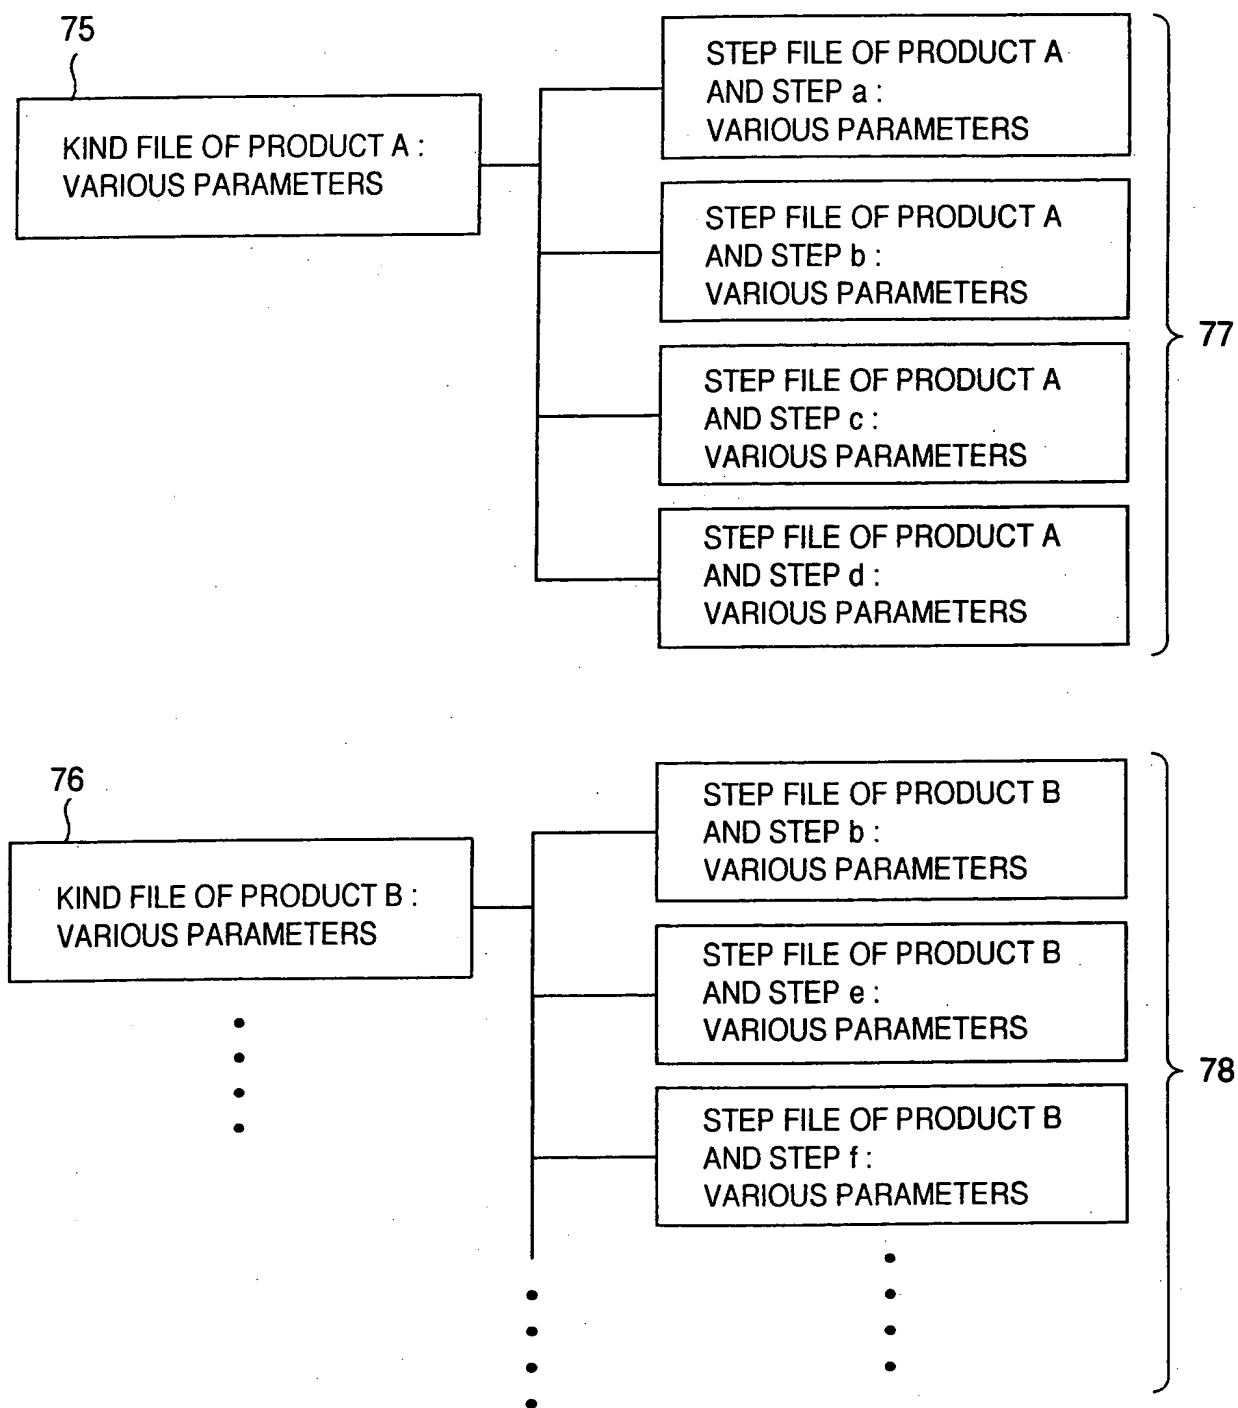 75
KIND FILE OF PRODUCT A :
VARIOUS PARAMETERS
STEP FILE OF PRODUCT A
AND STEP a :
VARIOUS PARAMETERS
STEP FILE OF PRODUCT A
AND STEP b :
VARIOUS PARAMETERS
STEP FILE OF PRODUCT A
AND STEP c :
VARIOUS PARAMETERS
STEP FILE OF PRODUCT A
AND STEP d :
VARIOUS PARAMETERS
77
76
KIND FILE OF PRODUCT B :
VARIOUS PARAMETERS
STEP FILE OF PRODUCT B
AND STEP b :
VARIOUS PARAMETERS
STEP FILE OF PRODUCT B
AND STEP e :
VARIOUS PARAMETERS
STEP FILE OF PRODUCT B
AND STEP f :
VARIOUS PARAMETERS
78